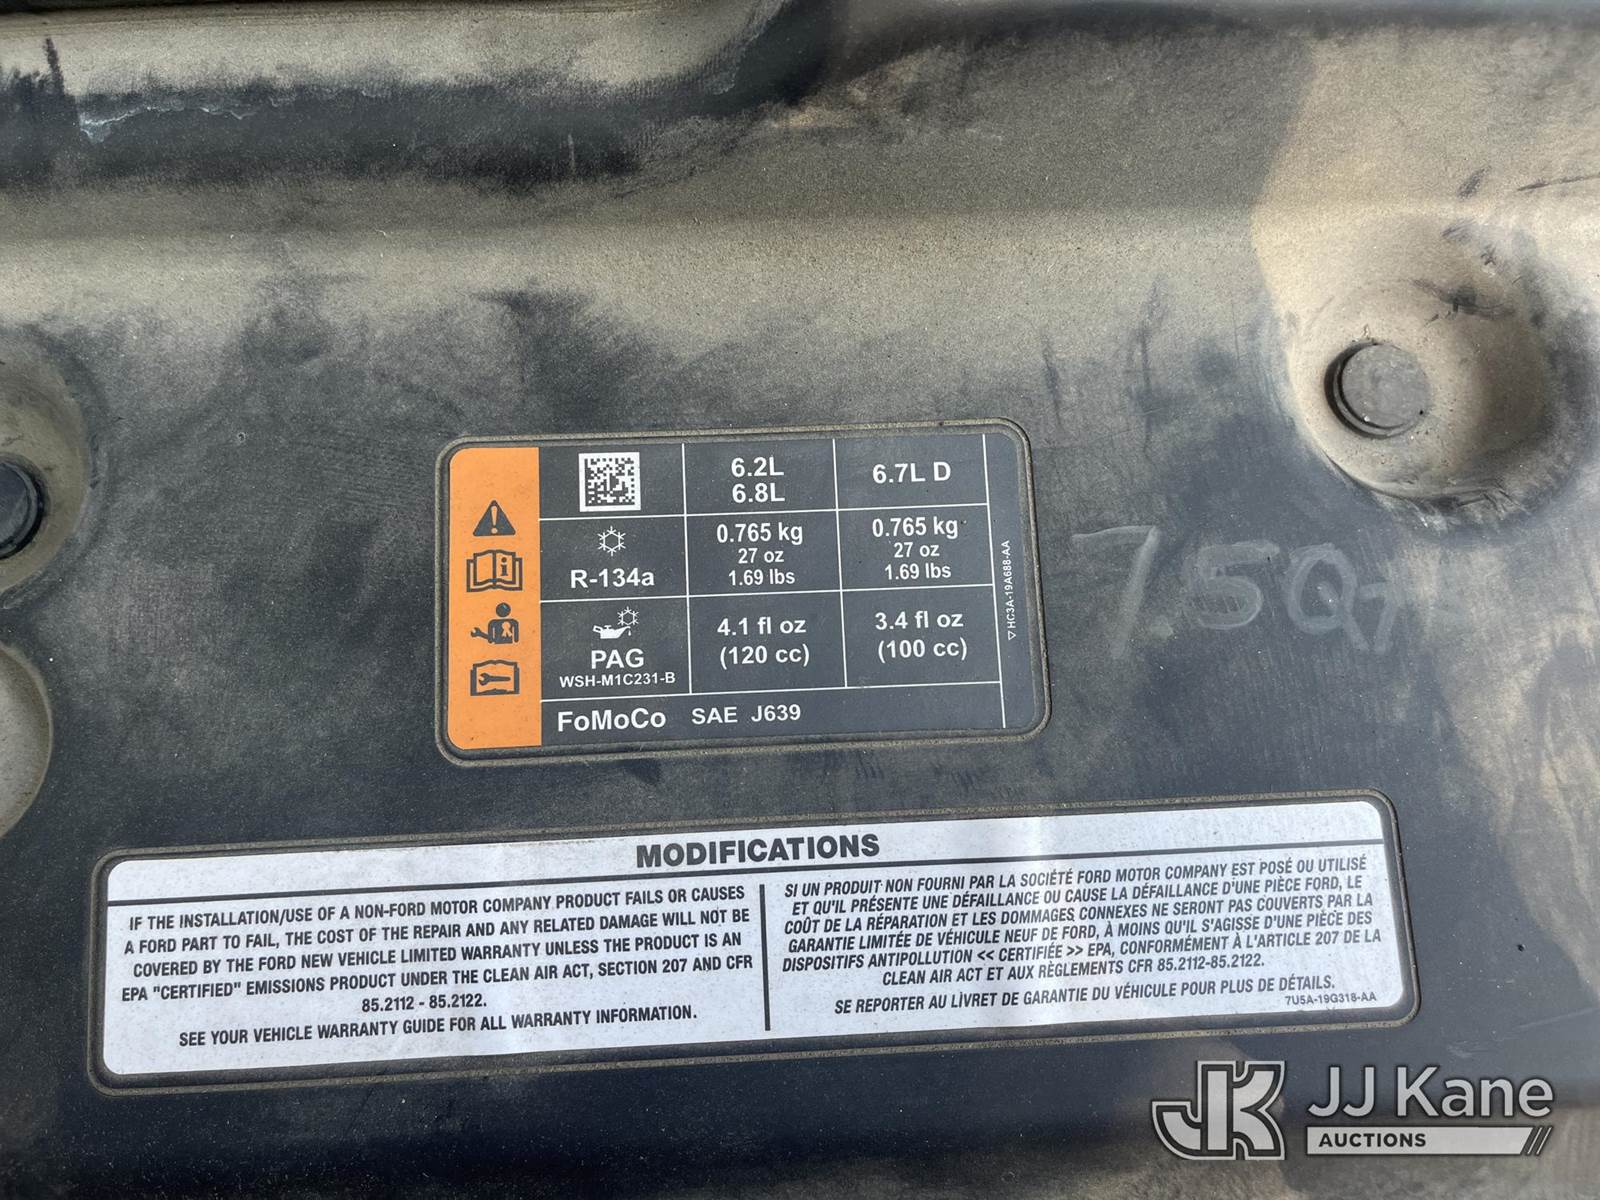 6.2L
6.8L
6.7L D
R-134a
0.765 kg
27 oz
1.69 lbs
0.765 kg
27 oz
1.69 lbs
PAG
WSH-M1C231-B
4.1 fl oz
(120 cc)
3.4 fl oz
(100 cc)
FoMoCo SAE J639
HC3A-19A688-AA
MODIFICATIONS
IF THE INSTALLATION/USE OF A NON-FORD MOTOR COMPANY PRODUCT FAILS OR CAUSES
A FORD PART TO FAIL, THE COST OF THE REPAIR AND ANY RELATED DAMAGE WILL NOT BE
COVERED BY THE FORD NEW VEHICLE LIMITED WARRANTY UNLESS THE PRODUCT IS AN
EPA "CERTIFIED" EMISSIONS PRODUCT UNDER THE CLEAN AIR ACT, SECTION 207 AND CFR
85.2112 - 85.2122.
SEE YOUR VEHICLE WARRANTY GUIDE FOR ALL WARRANTY INFORMATION.
SI UN PRODUIT NON FOURNI PAR LA SOCIÉTÉ FORD MOTOR COMPANY EST POSÉ OU UTILISÉ
ET QU'IL PRÉSENTE UNE DÉFAILLANCE OU CAUSE LA DÉFAILLANCE D'UNE PIÈCE FORD, LE
COÛT DE LA RÉPARATION ET LES DOMMAGES CONNEXES NE SERONT PAS COUVERTS PAR LA
GARANTIE LIMITÉE DE VÉHICULE NEUF DE FORD, À MOINS QU'IL S'AGISSE D'UNE PIÈCE DES
DISPOSITIFS ANTIPOLLUTION << CERTIFIÉE >> EPA, CONFORMÉMENT À L'ARTICLE 207 DE LA
CLEAN AIR ACT ET AUX RÈGLEMENTS CFR 85.2112-85.2122.
SE REPORTER AU LIVRET DE GARANTIE DU VÉHICULE POUR PLUS DE DÉTAILS.
7U5A-19G318-AA
JK JJ Kane
AUCTIONS